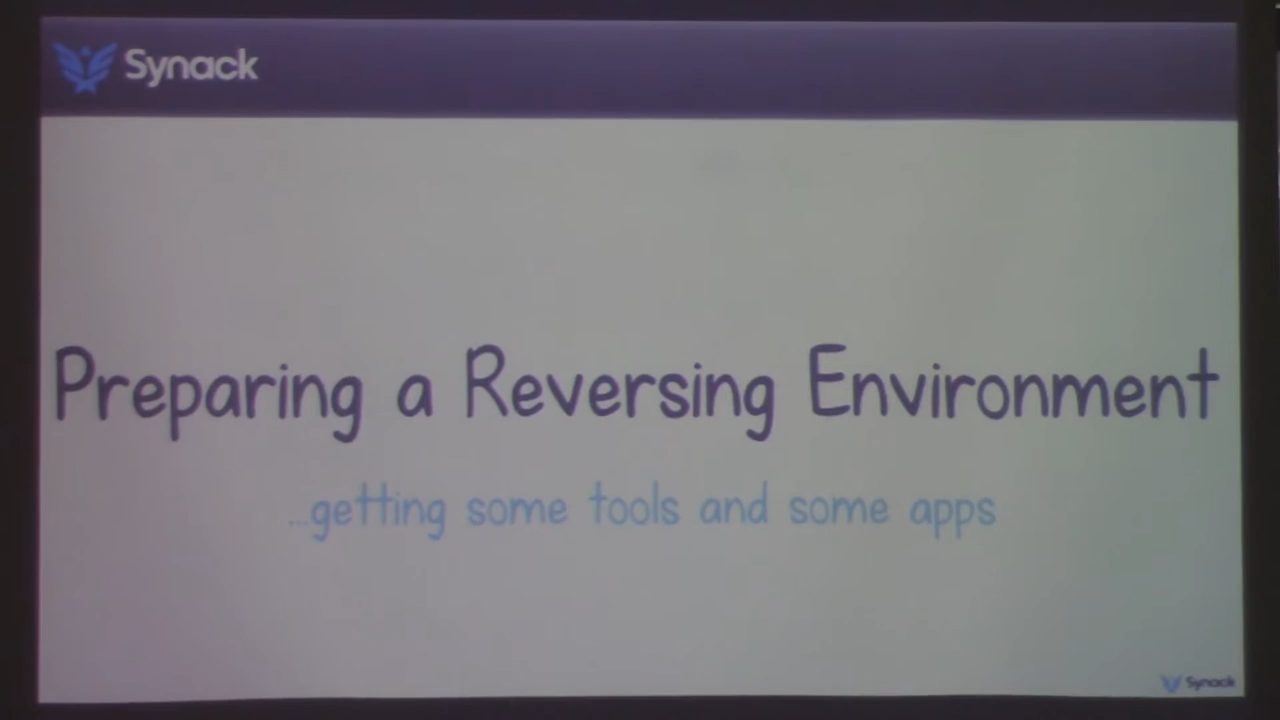 Synack
Preparing a Reversing Environment
...getting some tools and some apps
Synack